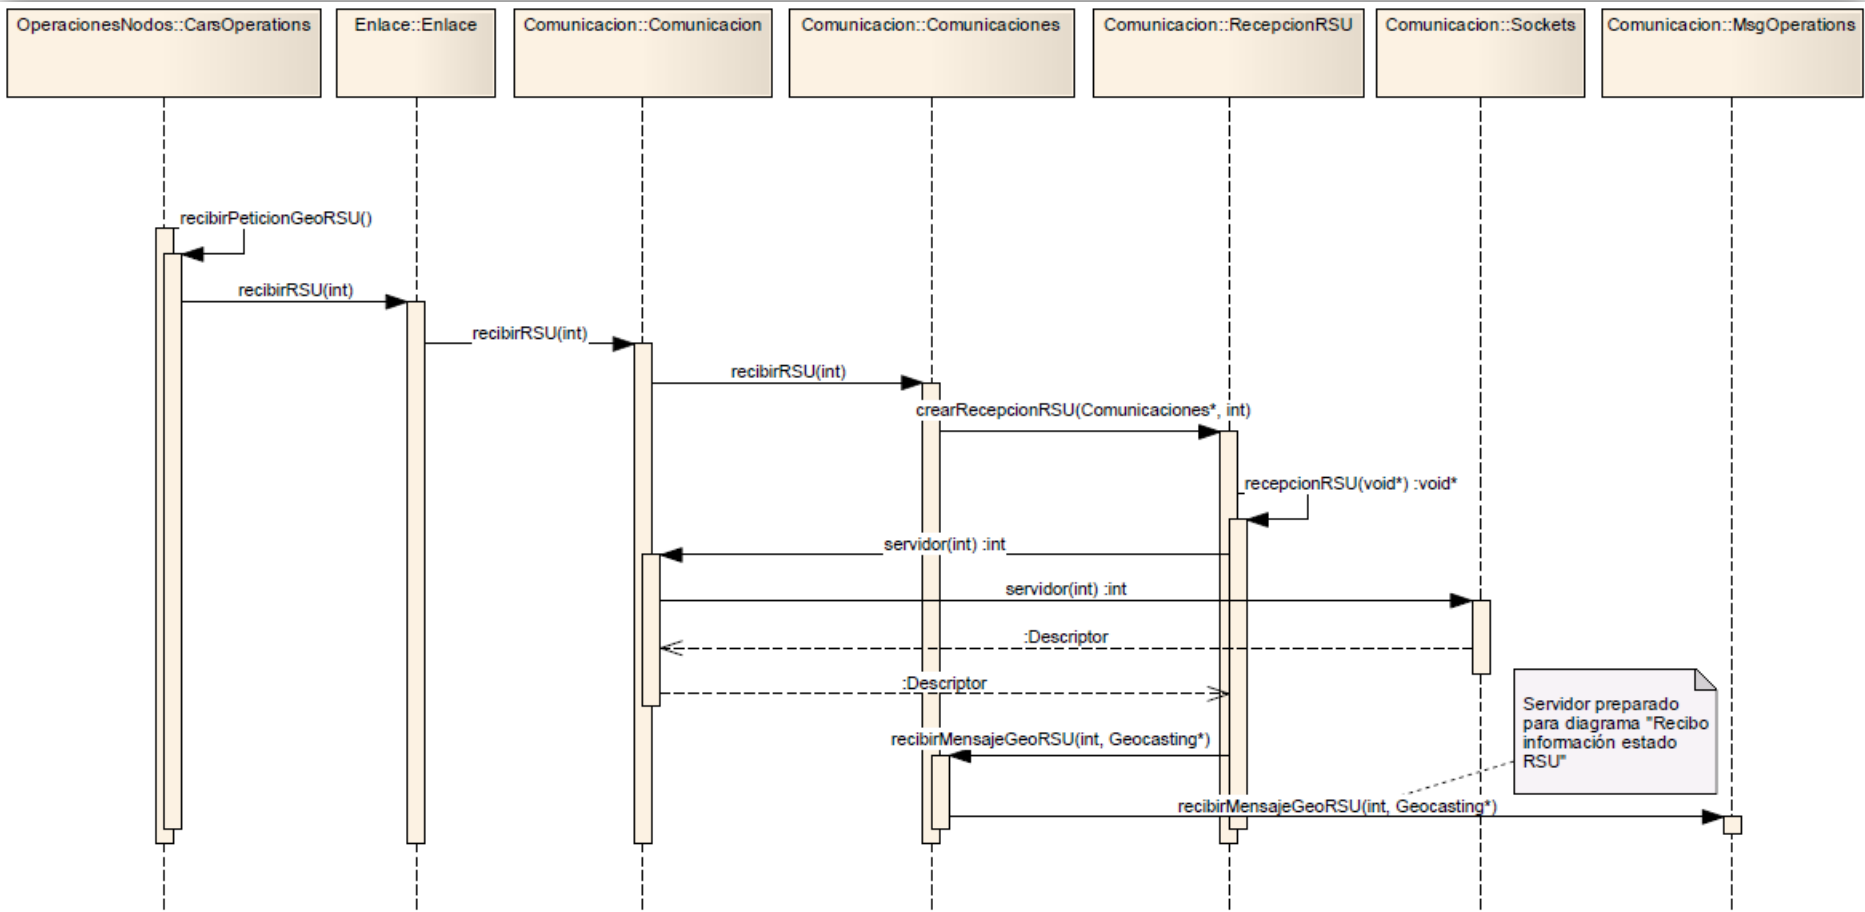 OperacionesNodos::CarsOperations
Enlace::Enlace
Comunicacion::Comunicacion
Comunicacion::Comunicaciones
Comunicacion::RecepcionRSU
Comunicacion::Sockets
Comunicacion::MsgOperations
recibirPeticionGeoRSU()
recibirRSU(int)
recibirRSU(int)
recibirRSU(int)
crearRecepcionRSU(Comunicaciones*, int)
recepcionRSU(void*) :void*
servidor(int) :int
servidor(int) :int
:Descriptor
:Descriptor
Servidor preparado
para diagrama "Recibo
información estado
RSU"
recibirMensajeGeoRSU(int, Geocasting*)
recibirMensajeGeoRSU(int, Geocasting*)